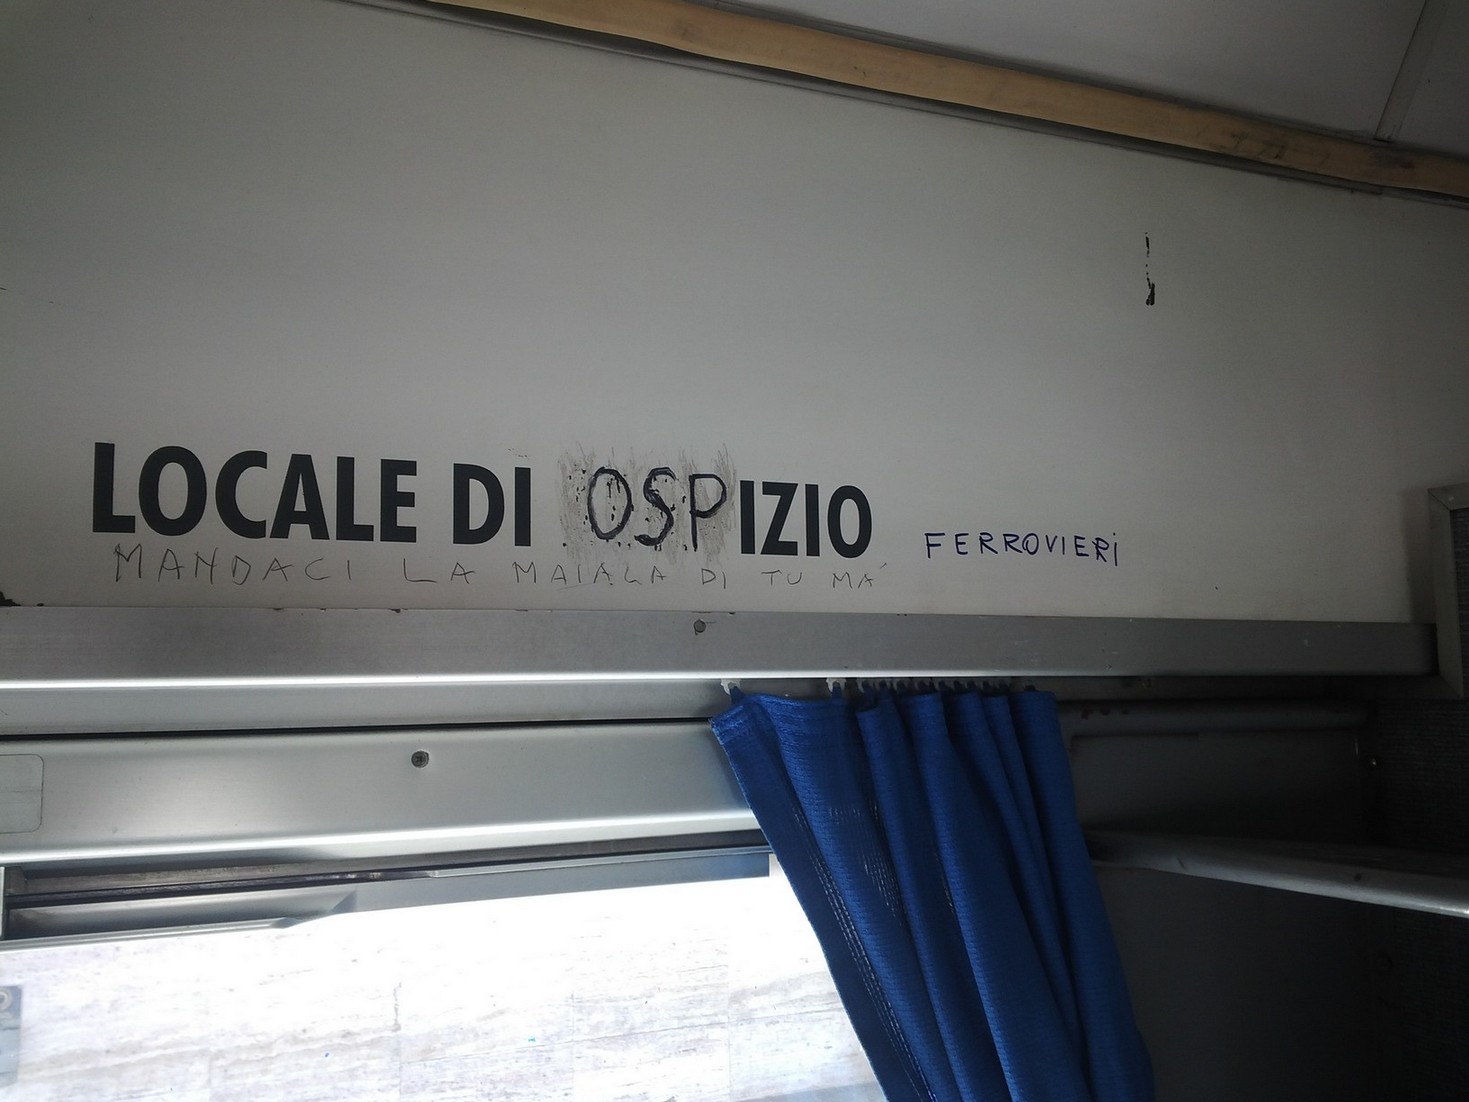 LOCALE DI OSPIZIO FERROVIERI
MANDACI LA MAIALA DI TU MA'